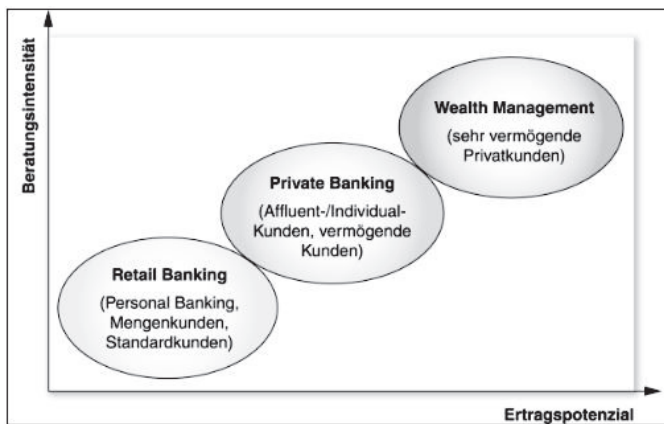 Beratungsintensität
Wealth Management
(sehr vermögende
Privatkunden)
Private Banking
(Affluent-/Individual-
Kunden, vermögende
Kunden)
Retail Banking
(Personal Banking,
Mengenkunden,
Standardkunden)
Ertragspotenzial